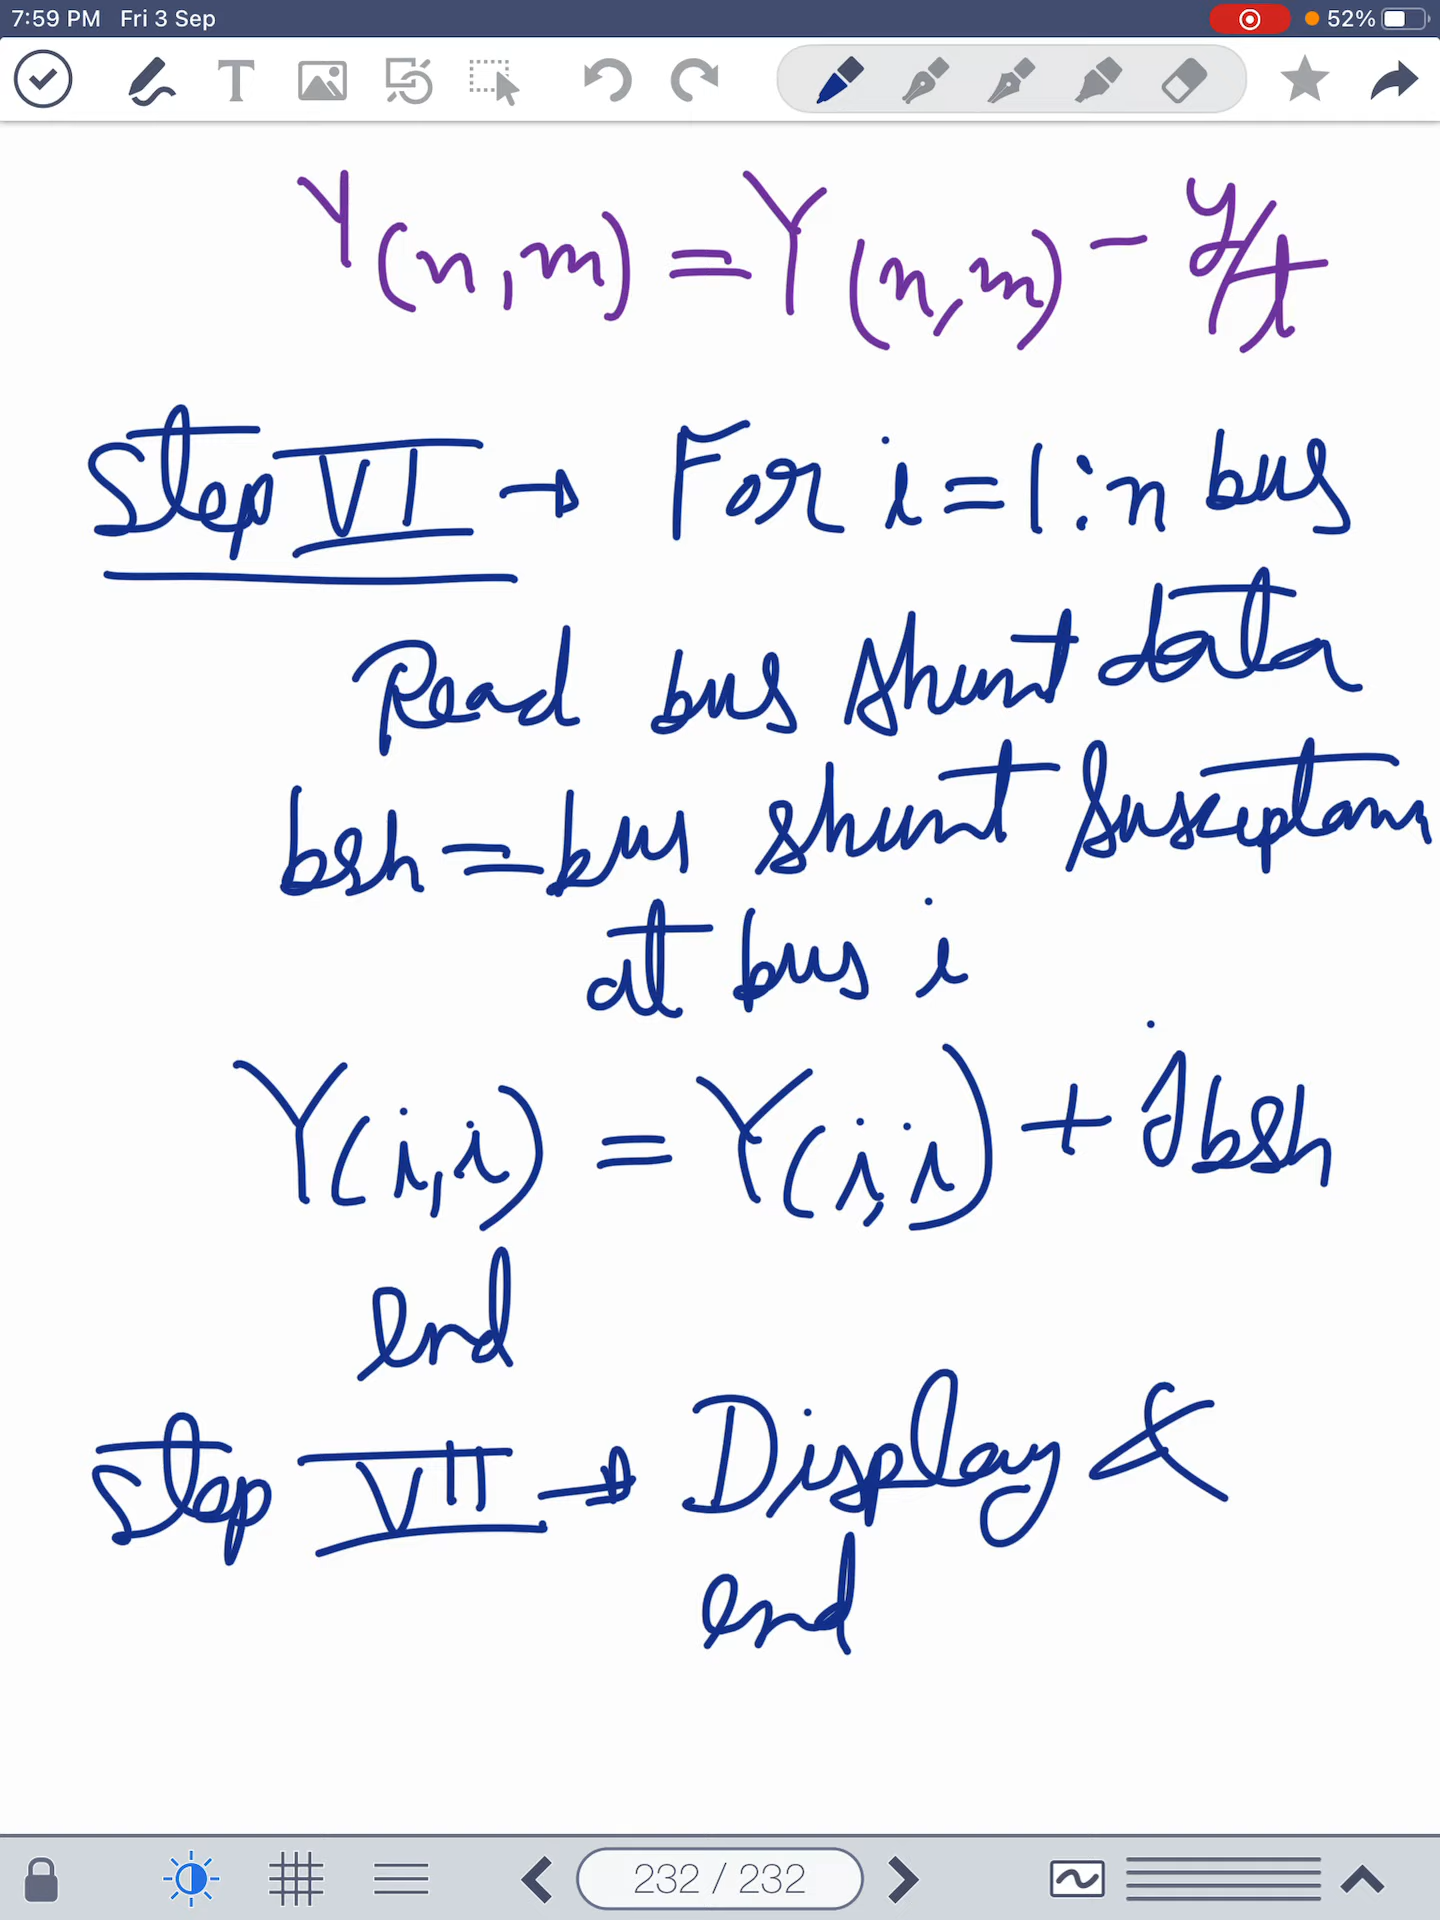 7:59 PM Fri 3 Sep 52%
T
Y(n,m) = Y(n,m) - y/t
Step VI → For i = 1:n bus
Read bus shunt data
bsh = bus shunt
at bus i
Y(i,i) = Y(i,i) + jbsh
end
Step VII → Display &
end
232 / 232